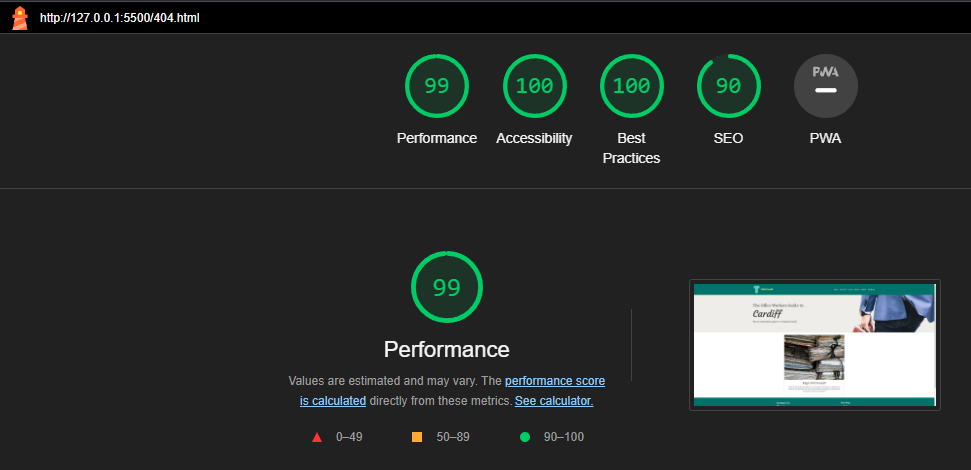 http://127.0.0.1:5500/404.html
99
100
100
90
PWA
Performance
Accessibility
Best
Practices
SEO
PWA
99
Performance
Values are estimated and may vary. The performance score
is calculated directly from these metrics. See calculator.
0–49
50–89
90–100
The Office Workers Guide to
Cardiff